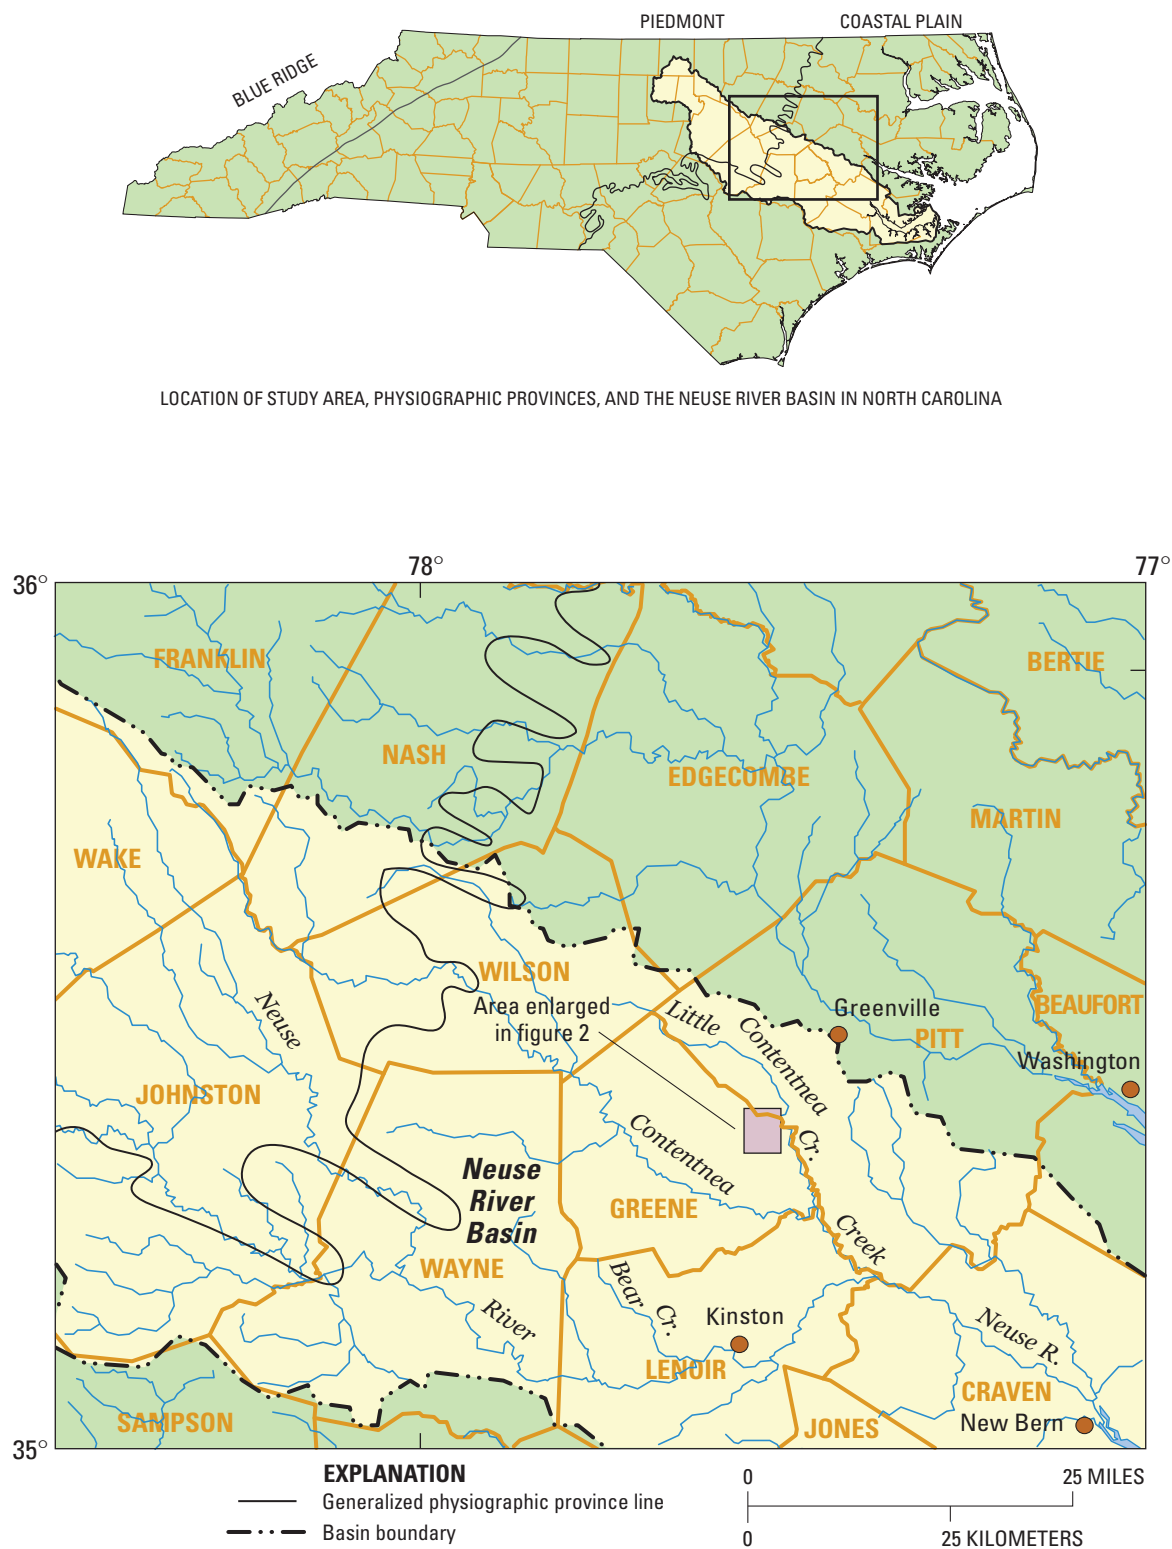 PIEDMONT
COASTAL PLAIN
BLUE RIDGE
LOCATION OF STUDY AREA, PHYSIOGRAPHIC PROVINCES, AND THE NEUSE RIVER BASIN IN NORTH CAROLINA
78°
77°
36°
FRANKLIN
BERTIE
NASH
EDGECOMBE
MARTIN
WAKE
WILSON
Area enlarged
in figure 2
Neuse
Little
Contentnea
Cr.
Greenville
PITT
BEAUFORT
Washington
JOHNSTON
Contentnea
Creek
Neuse
River
Basin
GREENE
WAYNE
River
Bear
Cr.
Kinston
LENOIR
Neuse R.
CRAVEN
New Bern
JONES
SAMPSON
35°
EXPLANATION
Generalized physiographic province line
Basin boundary
0
25 MILES
0
25 KILOMETERS